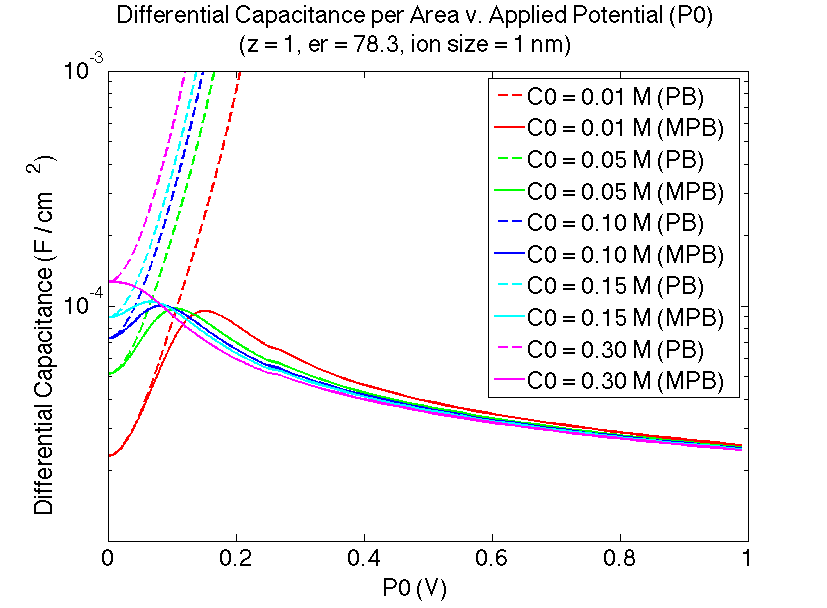 Differential Capacitance per Area v. Applied Potential (P0)
(z = 1, er = 78.3, ion size = 1 nm)
10^-3
10^-4
Differential Capacitance (F / cm^2)
C0 = 0.01 M (PB)
C0 = 0.01 M (MPB)
C0 = 0.05 M (PB)
C0 = 0.05 M (MPB)
C0 = 0.10 M (PB)
C0 = 0.10 M (MPB)
C0 = 0.15 M (PB)
C0 = 0.15 M (MPB)
C0 = 0.30 M (PB)
C0 = 0.30 M (MPB)
0 0.2 0.4 0.6 0.8 1
P0 (V)